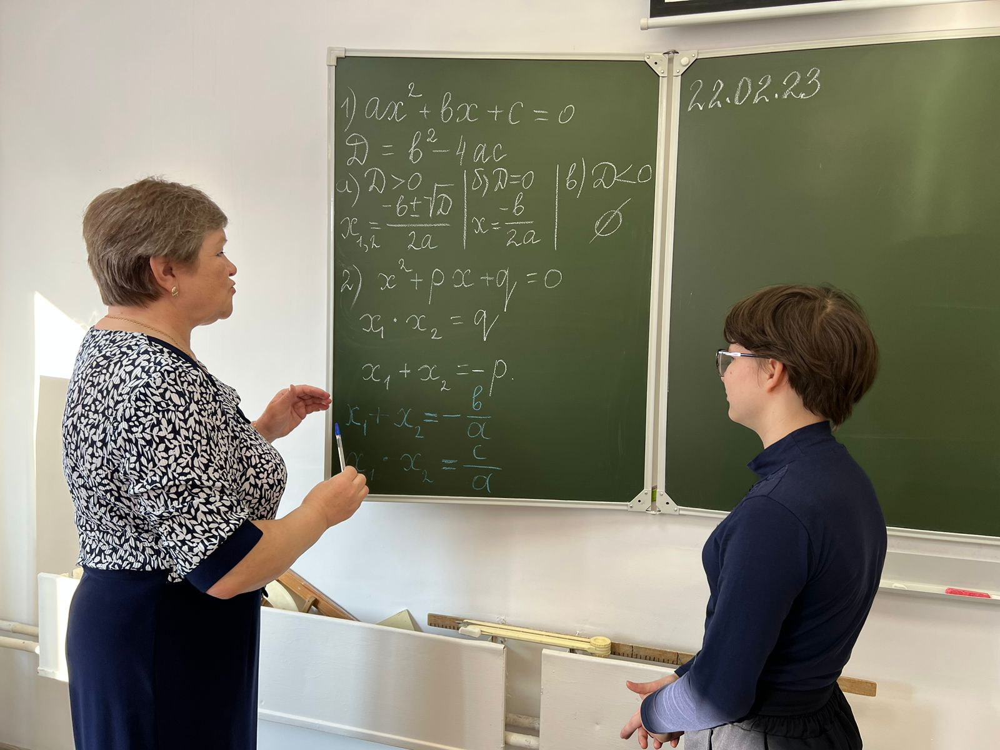 1) ax² + bx + c = 0
D = b² - 4ac
а) D > 0 | б) D = 0 | в) D < 0
x₁,₂ = (-b ± √D)/(2a) | x = -b/(2a) | ∅
2) x² + px + q = 0
x₁ · x₂ = q
x₁ + x₂ = -p.
x₁ + x₂ = - b/a
x₁ · x₂ = c/a
22.02.23